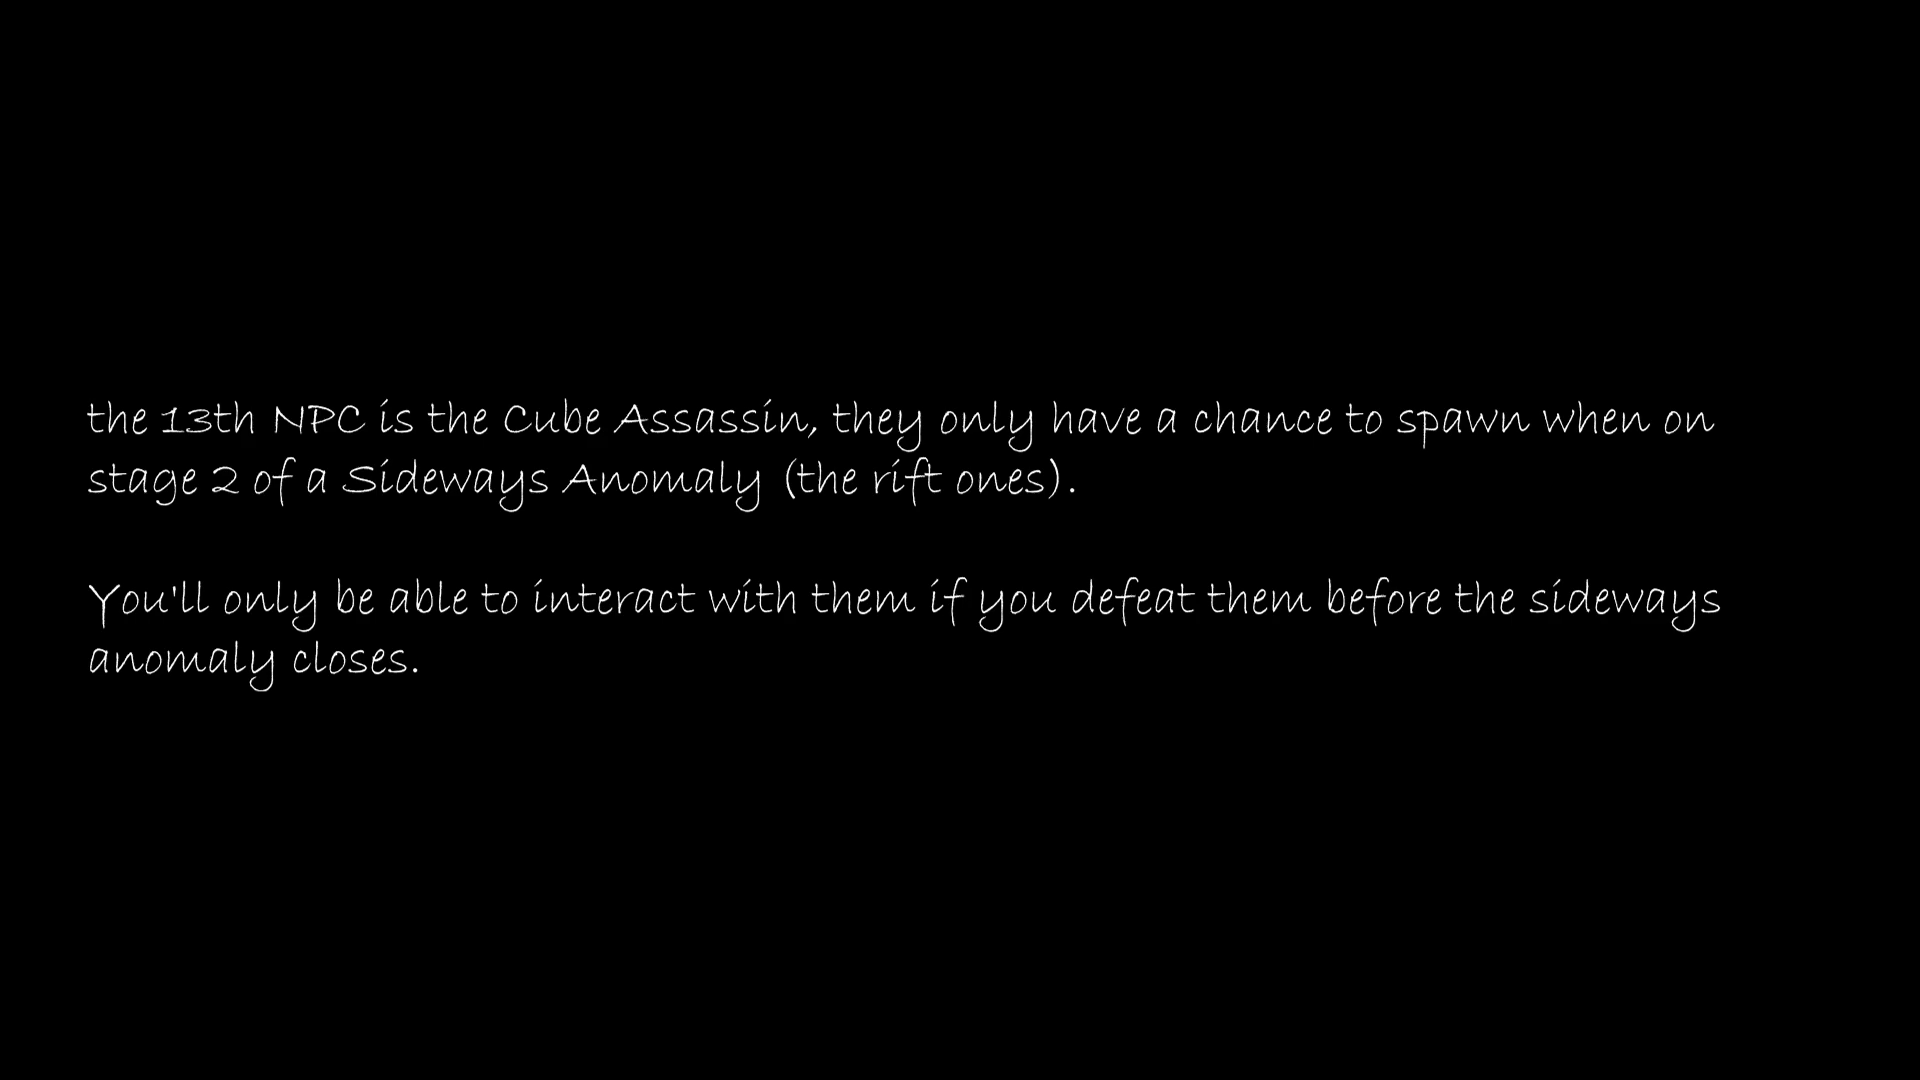 the 13th NPC is the Cube Assassin, they only have a chance to spawn when on
stage 2 of a Sideways Anomaly (the rift ones).
You'll only be able to interact with them if you defeat them before the sideways
anomaly closes.